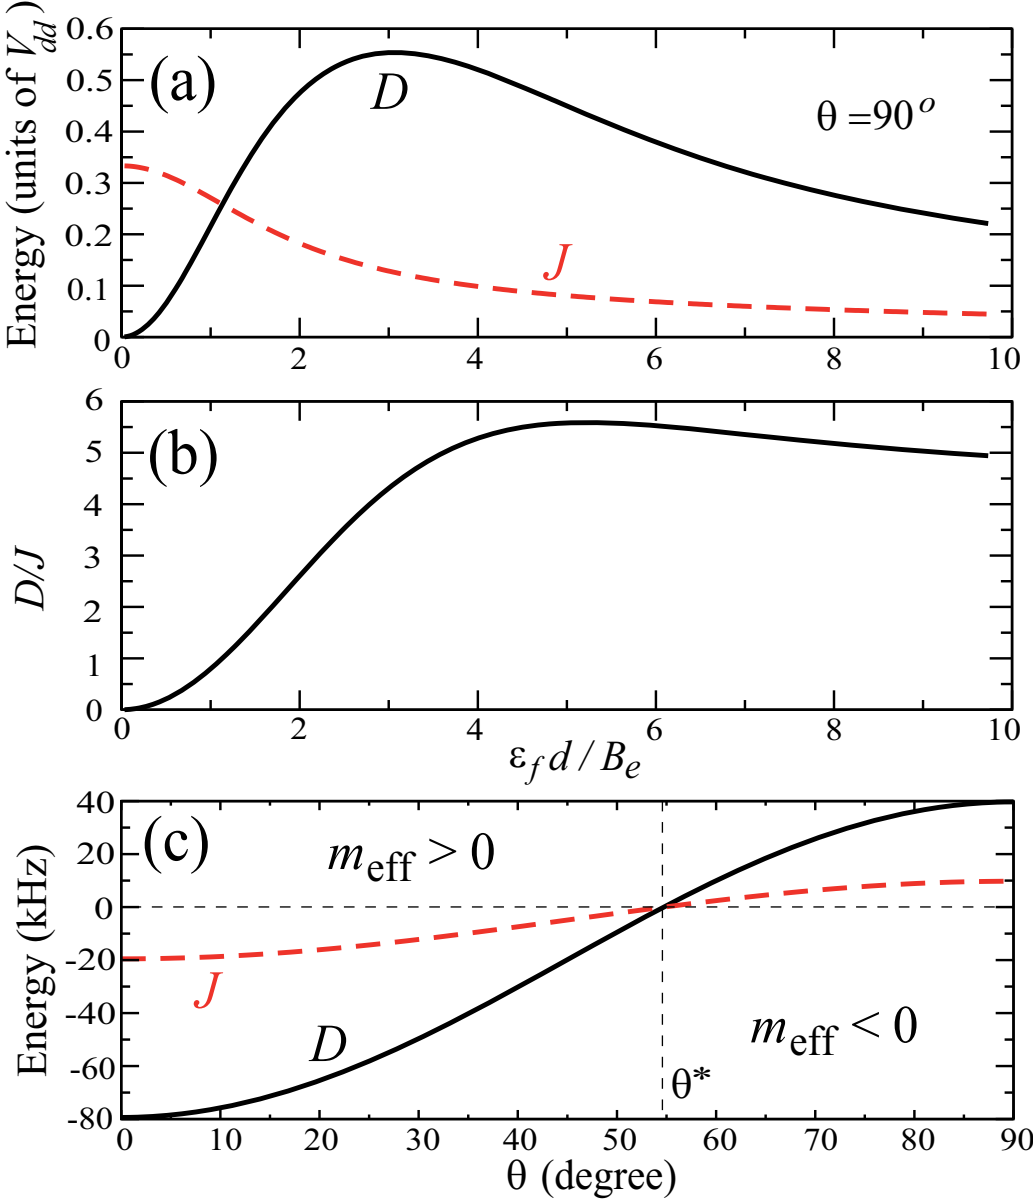 Energy (units of V_dd)
0.6
0.5
0.4
0.3
0.2
0.1
0
(a)
D
θ =90°
J
0 2 4 6 8 10
D/J
6
5
4
3
2
1
0
(b)
0 2 4 6 8 10
ε_f d / B_e
Energy (kHz)
40
20
0
-20
-40
-60
-80
(c)
m_eff > 0
J
D
m_eff < 0
θ*
0 10 20 30 40 50 60 70 80 90
θ (degree)